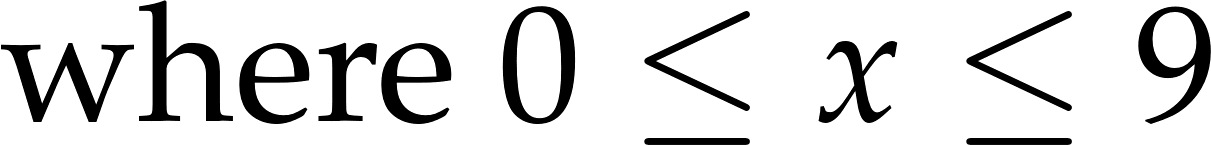 where 0 ≤ x ≤ 9